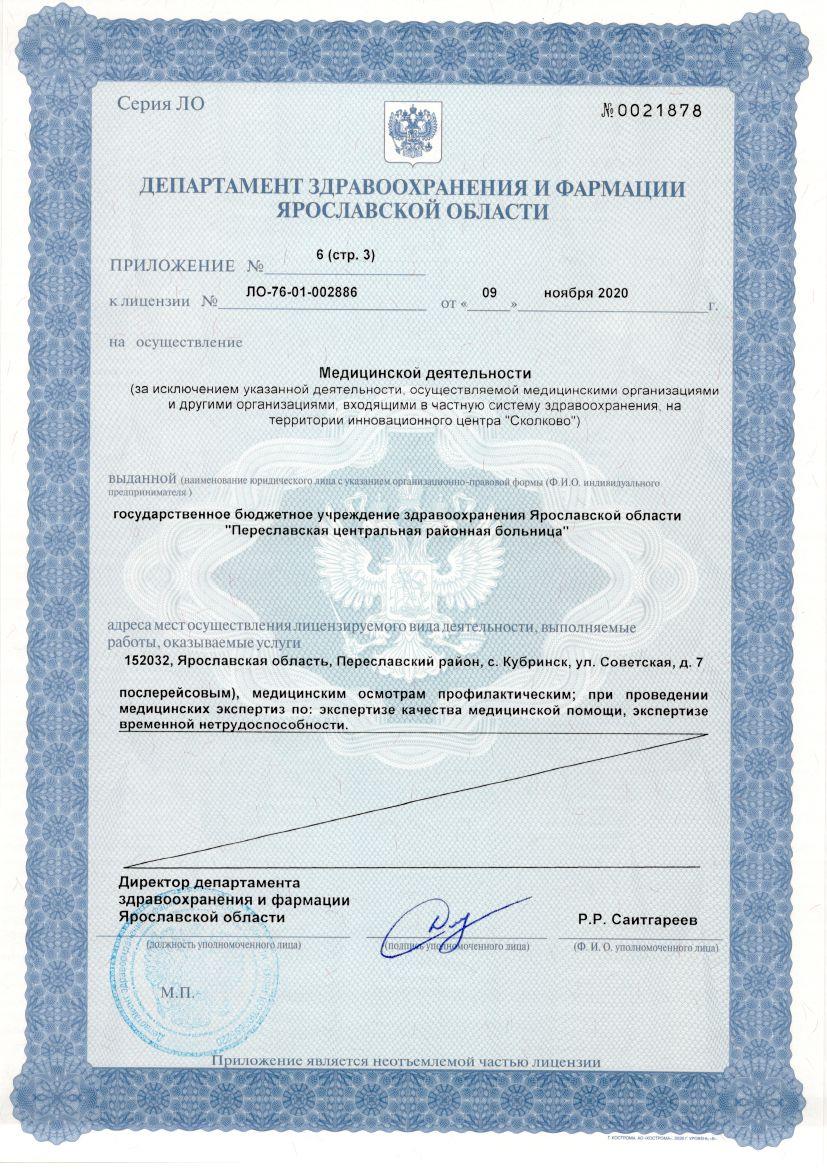 Серия ЛО
№ 0021878
ДЕПАРТАМЕНТ ЗДРАВООХРАНЕНИЯ И ФАРМАЦИИ
ЯРОСЛАВСКОЙ ОБЛАСТИ
ПРИЛОЖЕНИЕ № 6 (стр. 3)
к лицензии № ЛО-76-01-002886 от « 09 » ноября 2020 г.
на осуществление
Медицинской деятельности
(за исключением указанной деятельности, осуществляемой медицинскими организациями
и другими организациями, входящими в частную систему здравоохранения, на
территории инновационного центра "Сколково")
выданной (наименование юридического лица с указанием организационно-правовой формы (Ф.И.О. индивидуального
предпринимателя )
государственное бюджетное учреждение здравоохранения Ярославской области
"Переславская центральная районная больница"
адреса мест осуществления лицензируемого вида деятельности, выполняемые
работы, оказываемые услуги
152032, Ярославская область, Переславский район, с. Кубринск, ул. Советская, д. 7
послерейсовым), медицинским осмотрам профилактическим; при проведении
медицинских экспертиз по: экспертизе качества медицинской помощи, экспертизе
временной нетрудоспособности.
Директор департамента
здравоохранения и фармации
Ярославской области
Р.Р. Саитгареев
(должность уполномоченного лица)
(подпись уполномоченного лица)
(Ф. И. О. уполномоченного лица)
М.П.
Приложение является неотъемлемой частью лицензии